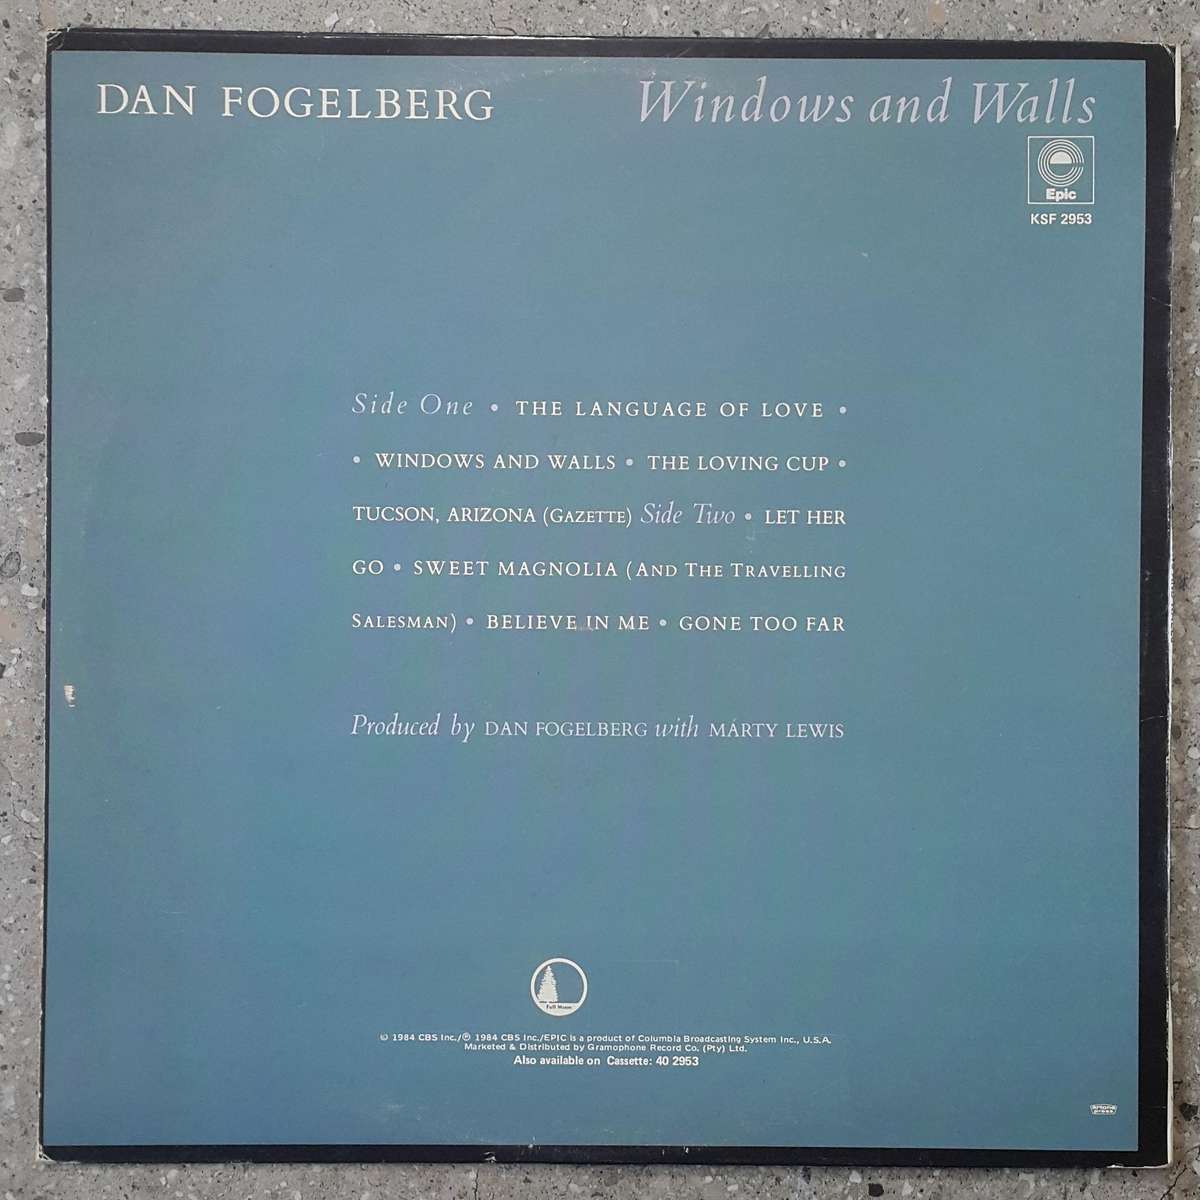 DAN FOGELBERG
Windows and Walls
Epic
KSF 2953
Side One • THE LANGUAGE OF LOVE •
• WINDOWS AND WALLS • THE LOVING CUP •
TUCSON, ARIZONA (GAZETTE) Side Two • LET HER
GO • SWEET MAGNOLIA (AND THE TRAVELLING
SALESMAN) • BELIEVE IN ME • GONE TOO FAR
Produced by DAN FOGELBERG with MARTY LEWIS
Full Moon
© 1984 CBS Inc./℗ 1984 CBS Inc./EPIC is a product of Columbia Broadcasting System Inc., U.S.A.
Marketed & Distributed by Gramophone Record Co. (Pty) Ltd.
Also available on Cassette: 40 2953
artone press